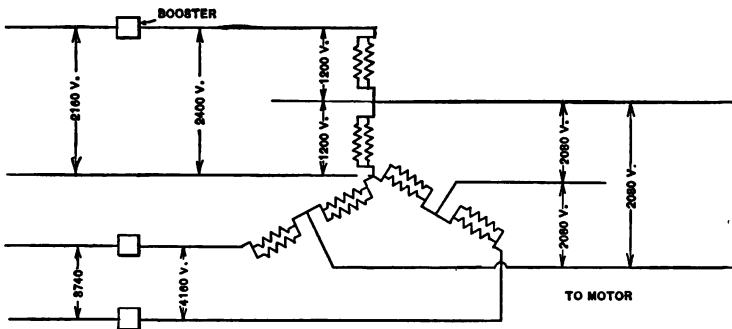 BOOSTER
2160 V.
2400 V.
1200 V.
1200 V.
2080 V.
2080 V.
2080 V.
3740
4160 V.
TO MOTOR